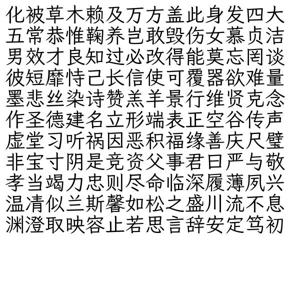 化被草木赖及万方盖此身发四大
五常恭惟鞠养岂敢毁伤女慕贞洁
男效才良知过必改得能莫忘罔谈
彼短靡恃己长信使可覆器欲难量
墨悲丝染诗赞羔羊景行维贤克念
作圣德建名立形端表正空谷传声
虚堂习听祸因恶积福缘善庆尺璧
非宝寸阴是竞资父事君曰严与敬
孝当竭力忠则尽命临深履薄夙兴
温凊似兰斯馨如松之盛川流不息
渊澄取映容止若思言辞安定笃初